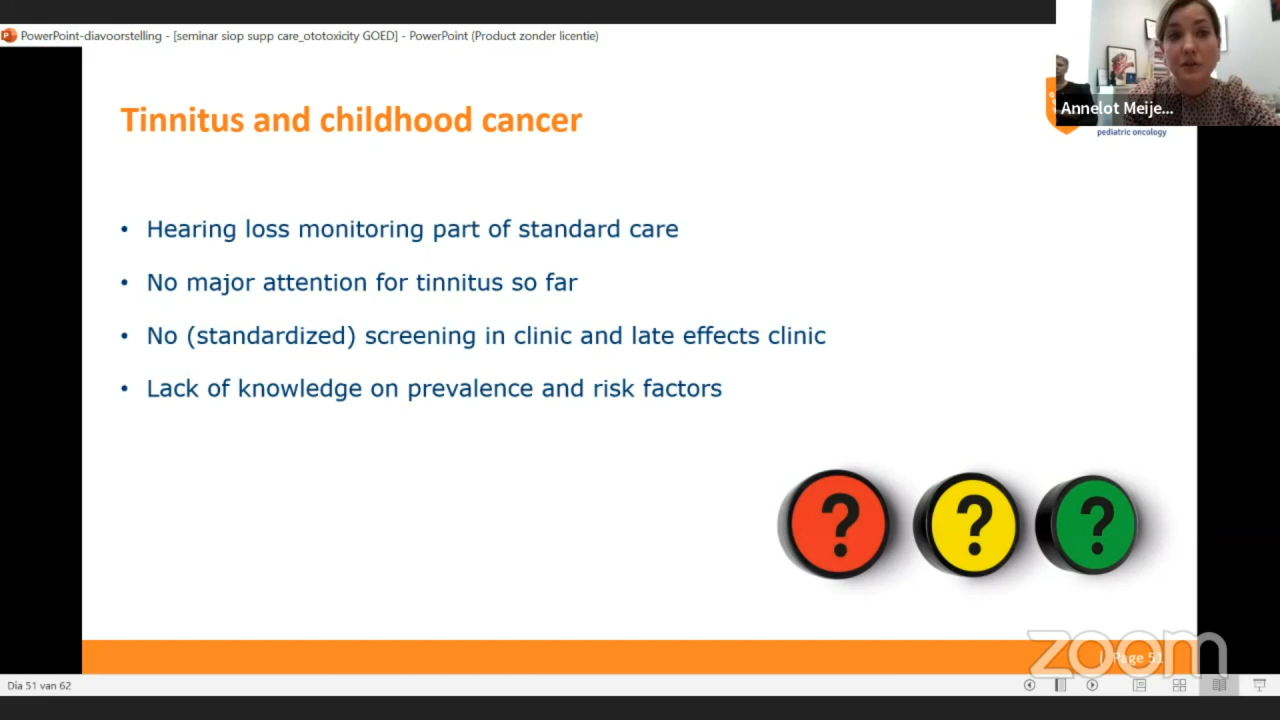 PowerPoint-diavoorstelling - [seminar siop supp care_ototoxicity GOED] - PowerPoint (Product zonder licentie)
Annelot Meije...
pediatric oncology
Tinnitus and childhood cancer
• Hearing loss monitoring part of standard care
• No major attention for tinnitus so far
• No (standardized) screening in clinic and late effects clinic
• Lack of knowledge on prevalence and risk factors
? ? ?
| Page 51
zoom
Dia 51 van 62